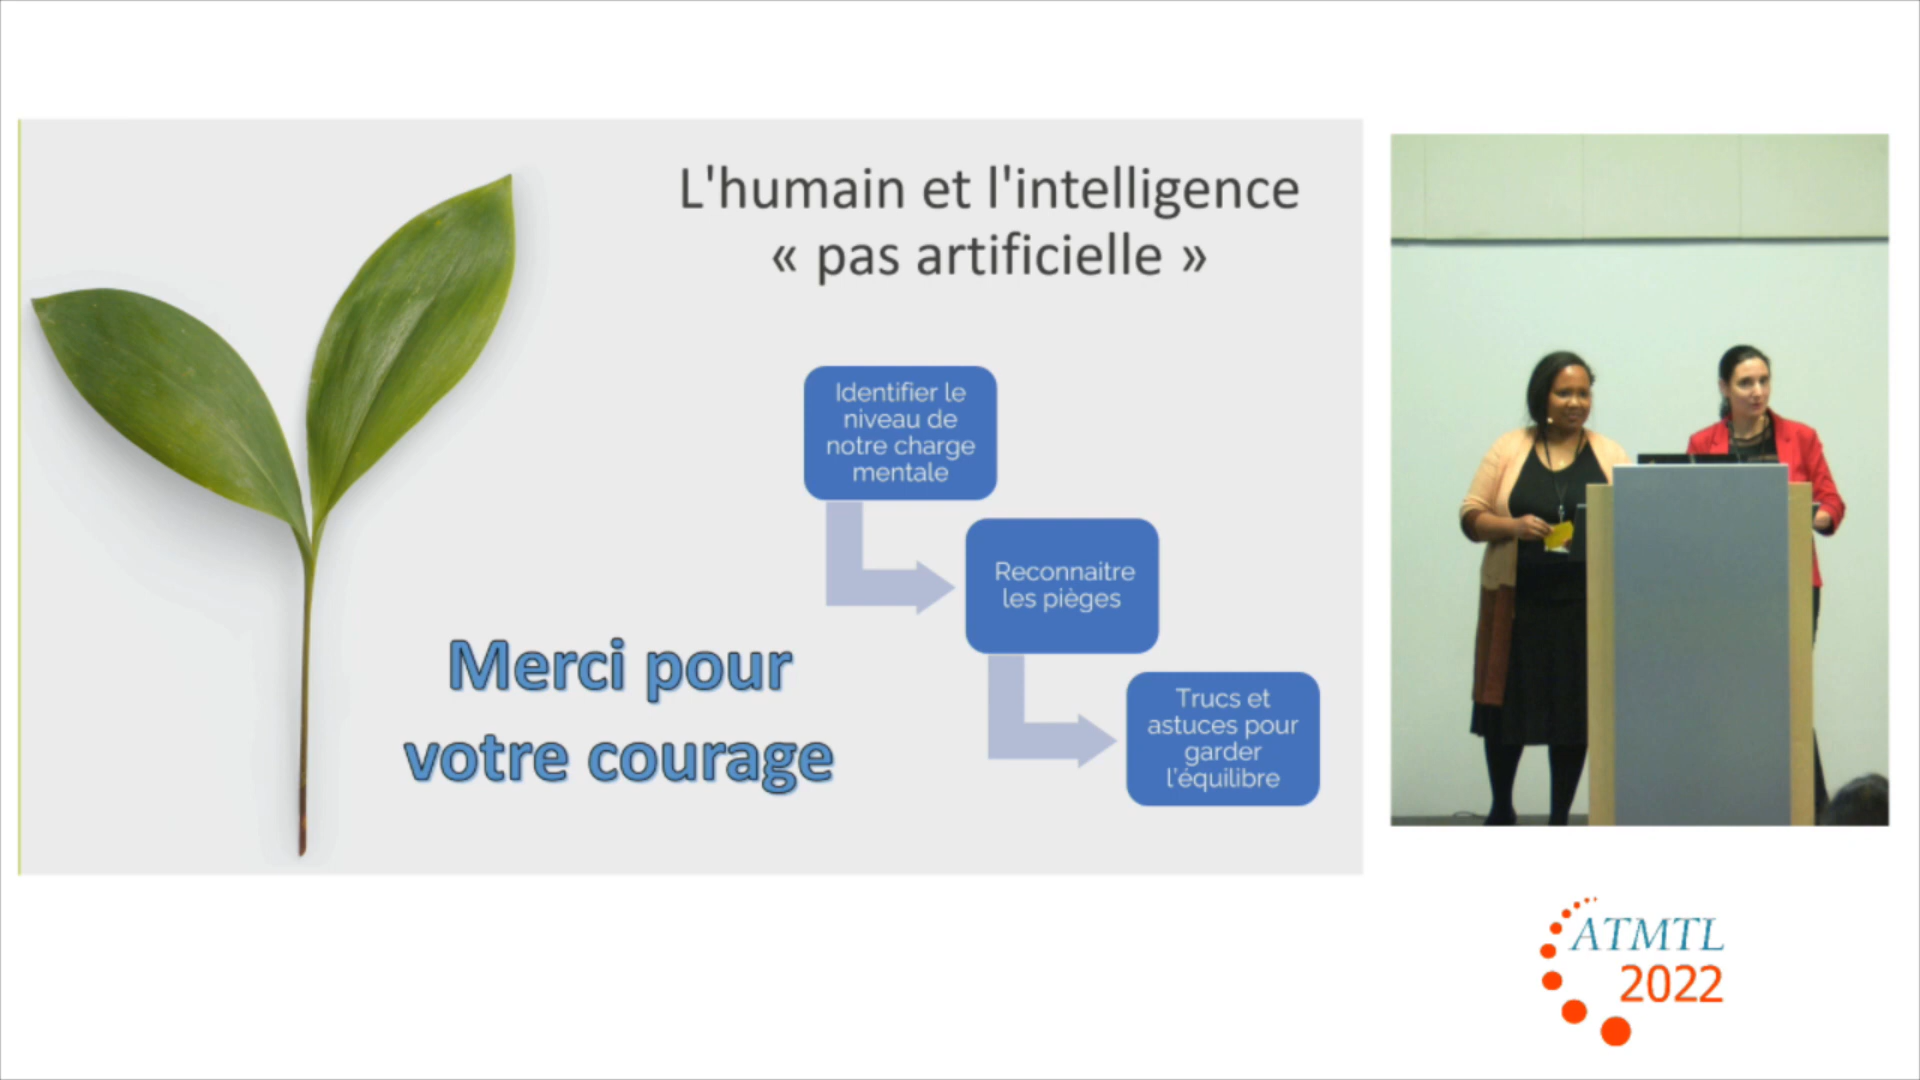 L'humain et l'intelligence
« pas artificielle »
Identifier le
niveau de
notre charge
mentale
Reconnaitre
les pièges
Trucs et
astuces pour
garder
l'équilibre
Merci pour
votre courage
ATMTL
2022